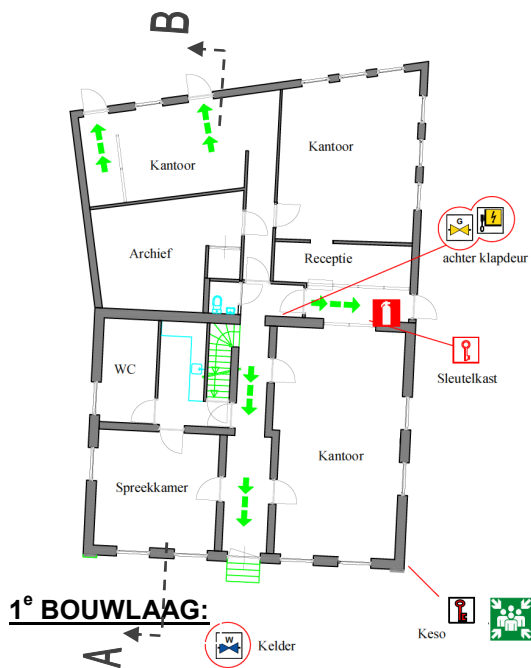 B
Kantoor
Kantoor
G
achter klapdeur
Archief
Receptie
Sleutelkast
WC
Kantoor
Spreekkamer
1e BOUWLAAG:
A
W
Kelder
Keso